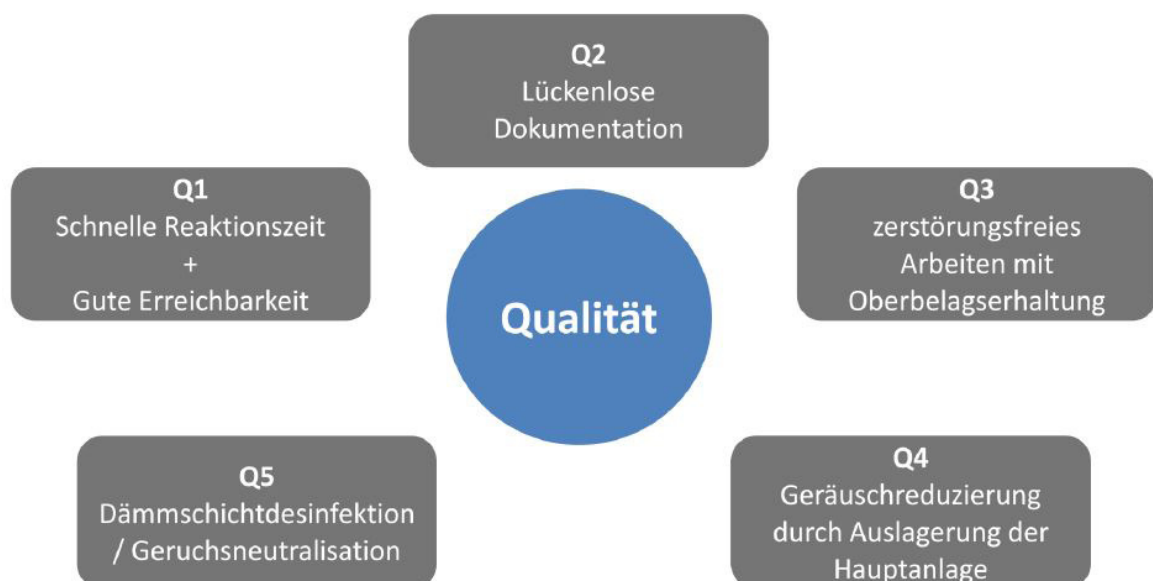 Q1
Schnelle Reaktionszeit
+
Gute Erreichbarkeit
Q2
Lückenlose
Dokumentation
Q3
zerstörungsfreies
Arbeiten mit
Oberbelagserhaltung
Qualität
Q4
Geräuschreduzierung
durch Auslagerung der
Hauptanlage
Q5
Dämmschichtdesinfektion
/ Geruchsneutralisation